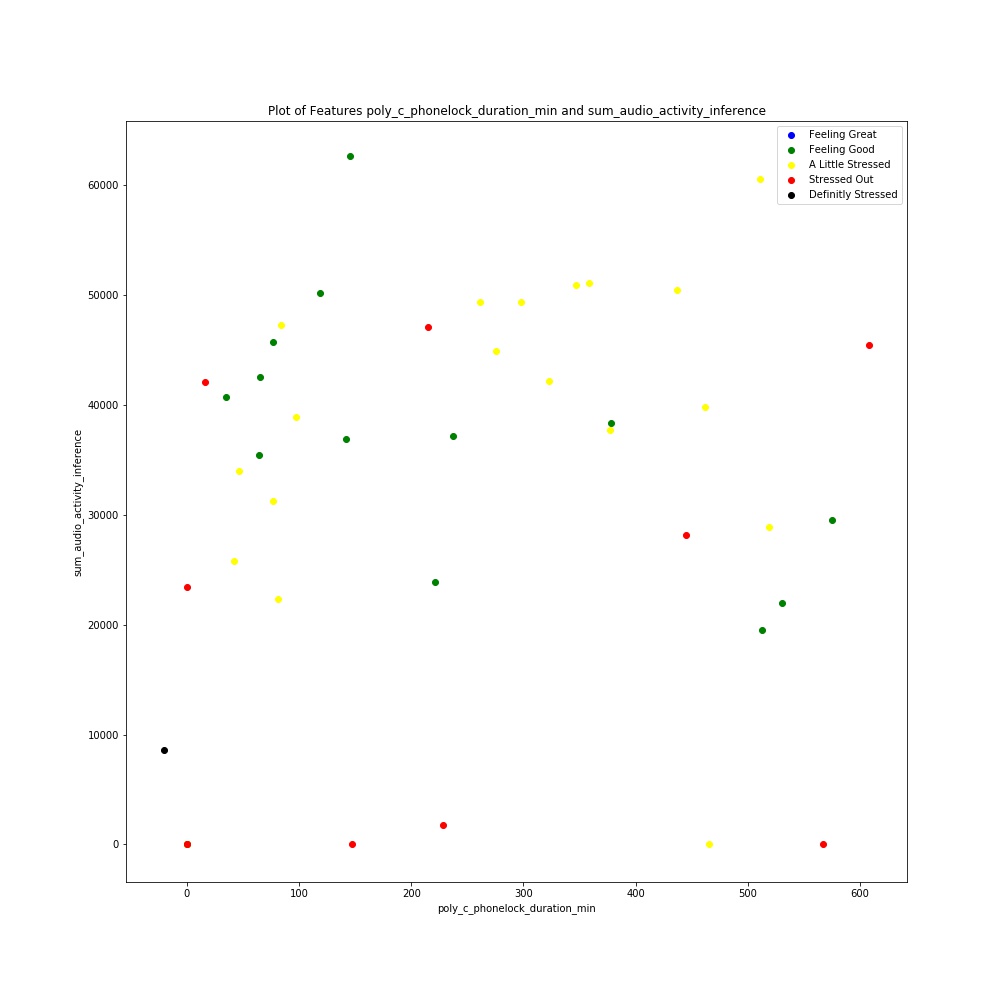 Plot of Features poly_c_phonelock_duration_min and sum_audio_activity_inference
Feeling Great
Feeling Good
A Little Stressed
Stressed Out
Definitly Stressed
60000
50000
40000
30000
20000
10000
0
sum_audio_activity_inference
0 100 200 300 400 500 600
poly_c_phonelock_duration_min